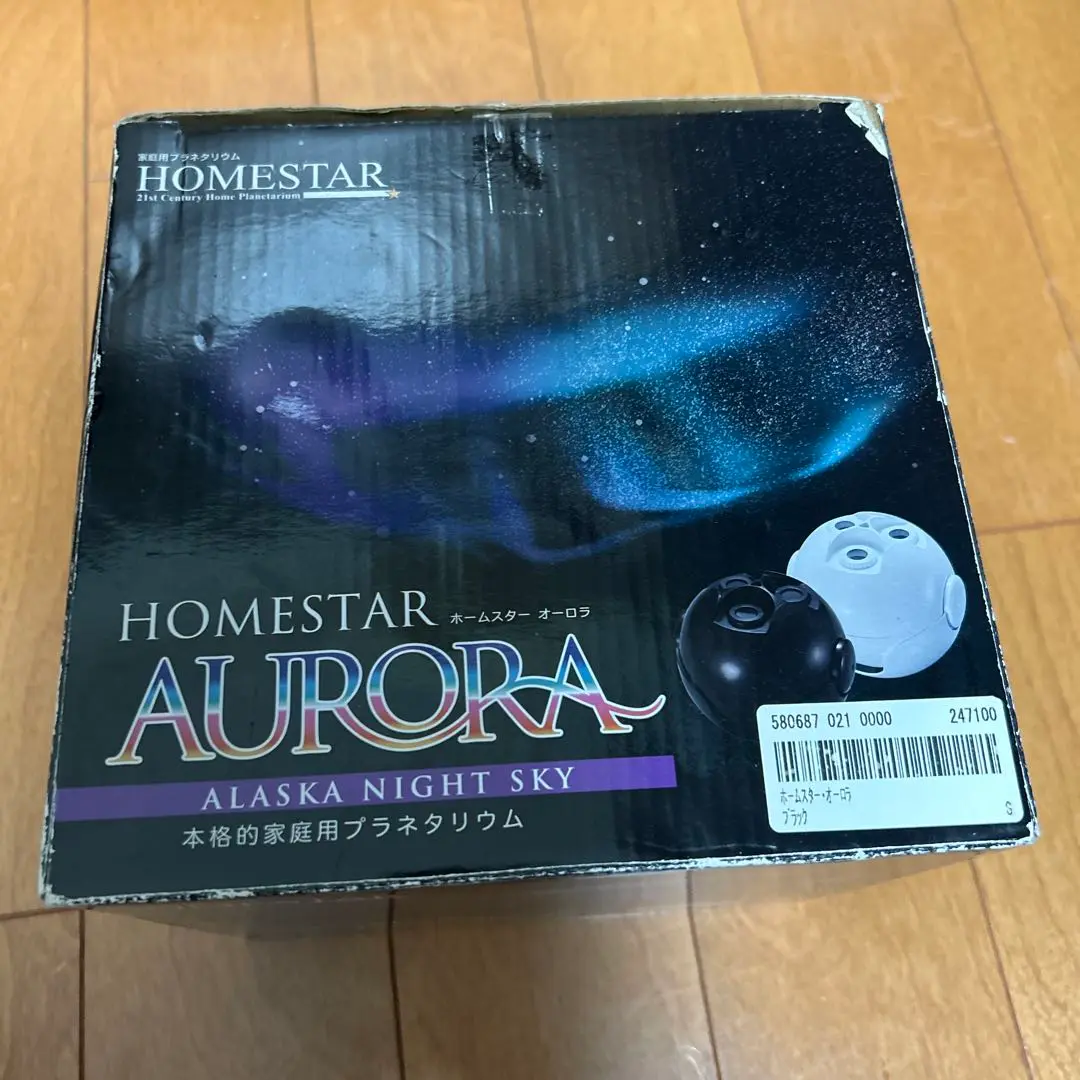 家庭用プラネタリウム
HOMESTAR
21st Century Home Planetarium
HOMESTAR ホームスター オーロラ
AURORA
ALASKA NIGHT SKY
本格的家庭用プラネタリウム
580687 021 0000 247100
ホームスター・オーロラ
ブラック S